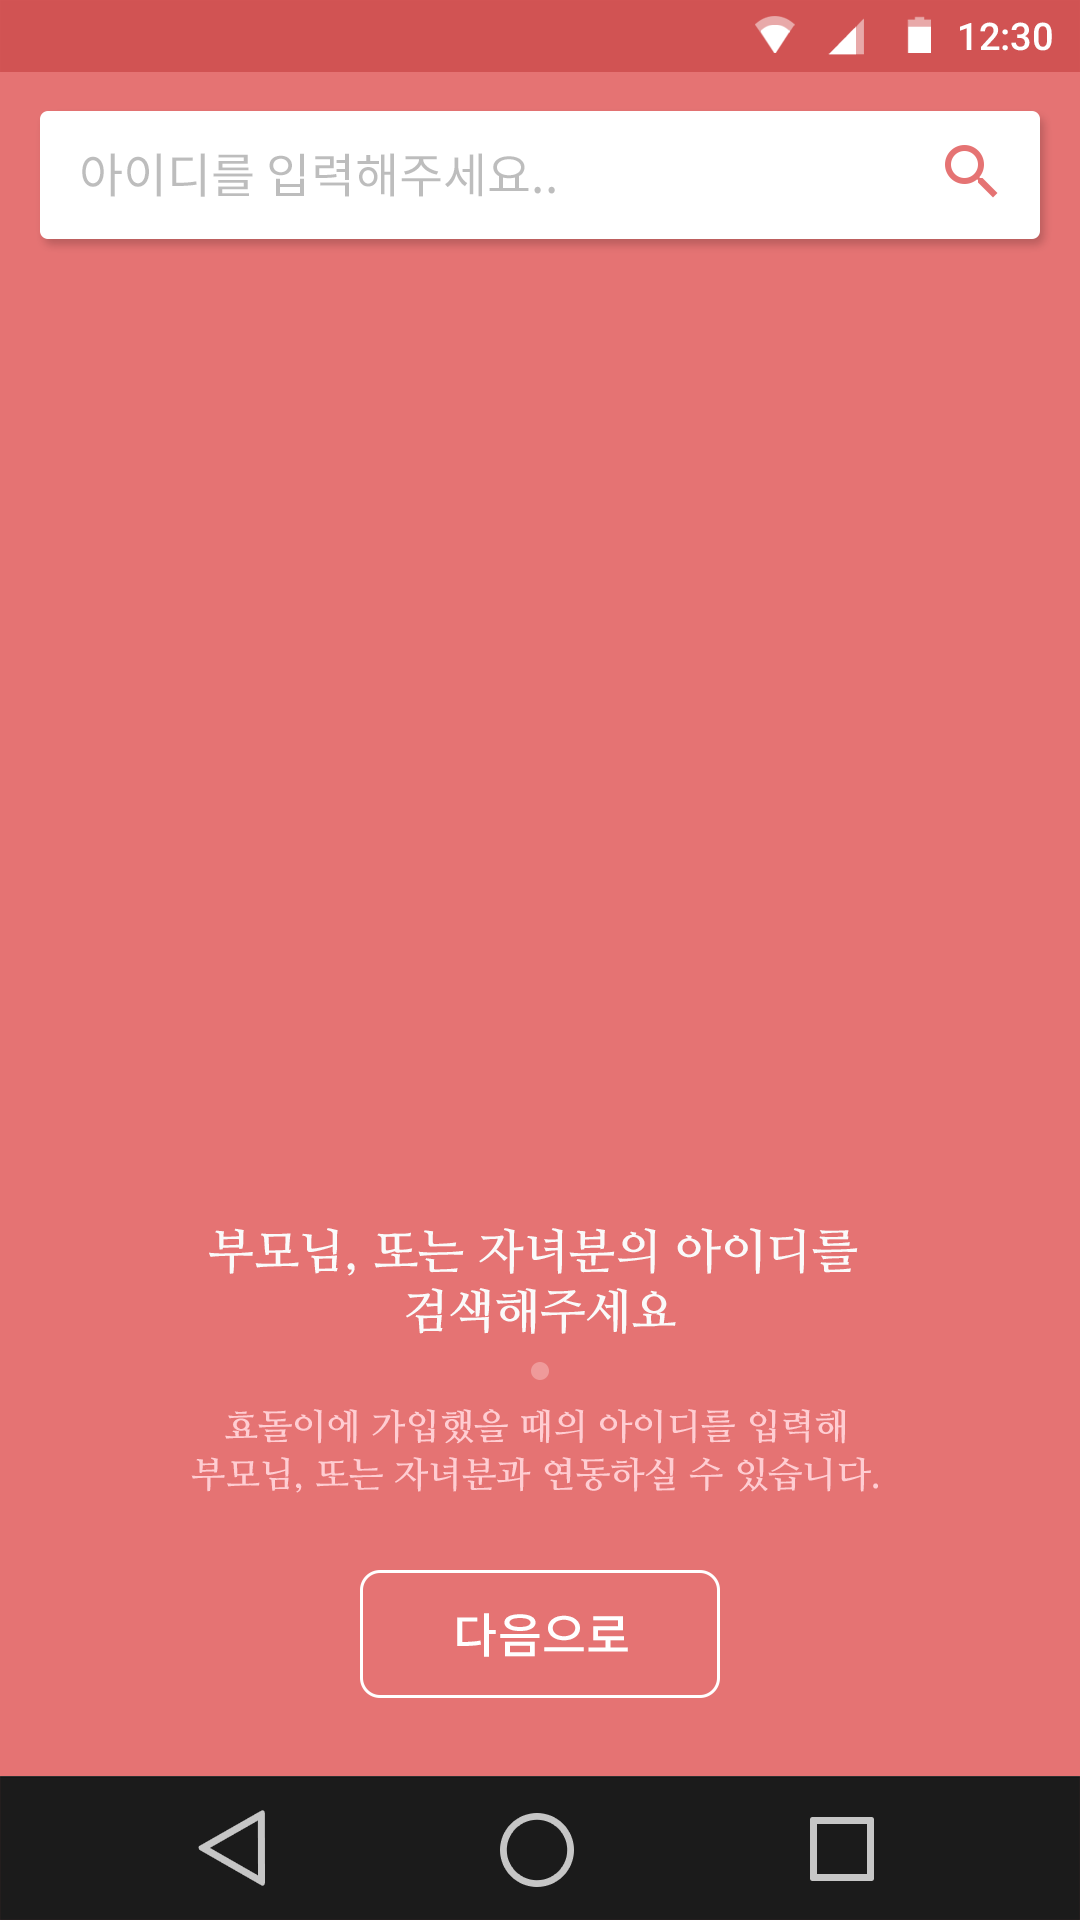 12:30
아이디를 입력해주세요..
부모님, 또는 자녀분의 아이디를
검색해주세요
효돌이에 가입했을 때의 아이디를 입력해
부모님, 또는 자녀분과 연동하실 수 있습니다.
다음으로